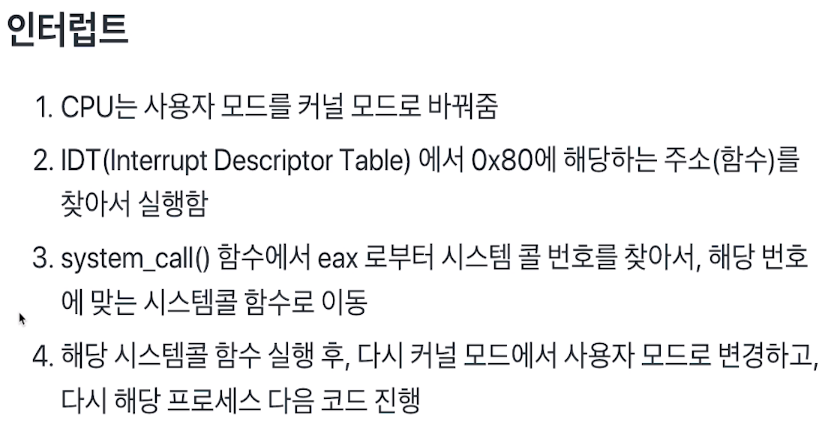 인터럽트
1. CPU는 사용자 모드를 커널 모드로 바꿔줌
2. IDT(Interrupt Descriptor Table) 에서 0x80에 해당하는 주소(함수)를
찾아서 실행함
3. system_call() 함수에서 eax 로부터 시스템 콜 번호를 찾아서, 해당 번호
에 맞는 시스템콜 함수로 이동
4. 해당 시스템콜 함수 실행 후, 다시 커널 모드에서 사용자 모드로 변경하고,
다시 해당 프로세스 다음 코드 진행